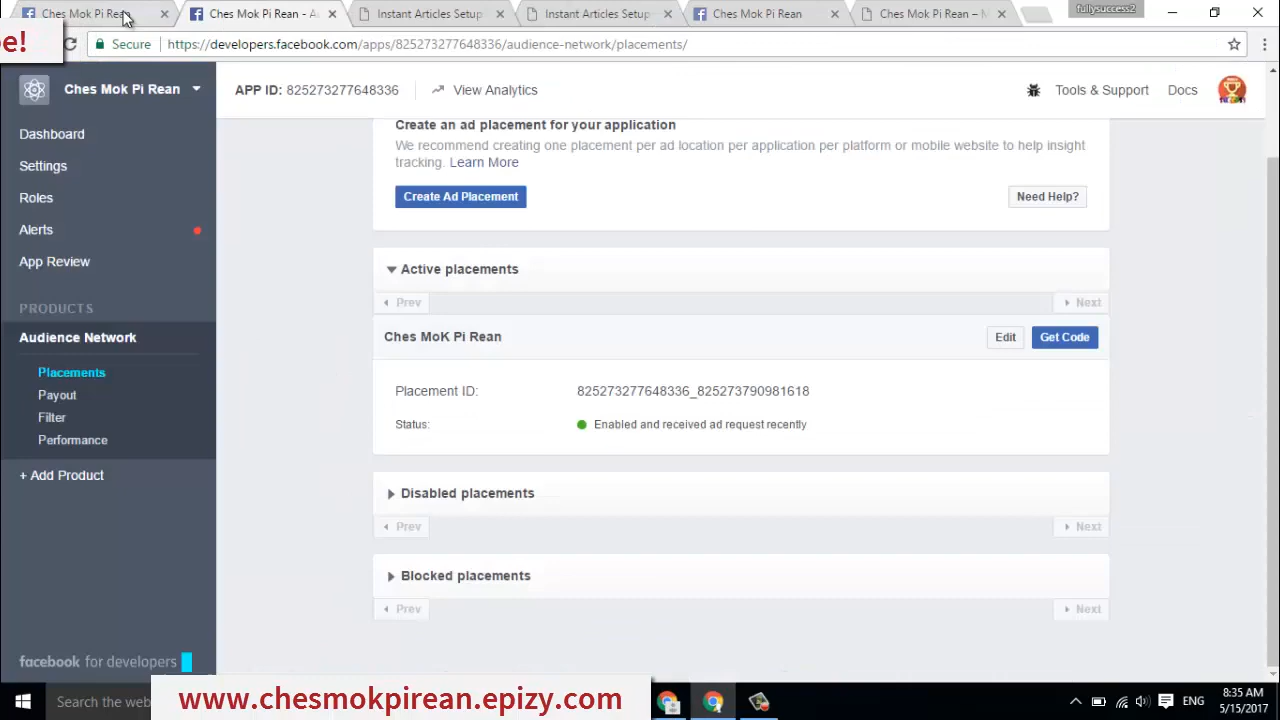 Ches Mok Pi Rean
Ches Mok Pi Rean - A
Instant Articles Setup
Instant Articles Setup
Ches Mok Pi Rean
Ches Mok Pi Rean – M
fullysuccess2
Secure
https://developers.facebook.com/apps/825273277648336/audience-network/placements/
Ches Mok Pi Rean
APP ID: 825273277648336
View Analytics
Tools & Support
Docs
Dashboard
Settings
Roles
Alerts
App Review
PRODUCTS
Audience Network
Placements
Payout
Filter
Performance
+ Add Product
facebook for developers
Create an ad placement for your application
We recommend creating one placement per ad location per application per platform or mobile website to help insight
tracking. Learn More
Create Ad Placement
Need Help?
Active placements
Prev
Next
Ches MoK Pi Rean
Edit
Get Code
Placement ID: 825273277648336_825273790981618
Status: Enabled and received ad request recently
Disabled placements
Prev
Next
Blocked placements
Prev
Next
Search the web
www.chesmokpirean.epizy.com
ENG
8:35 AM
5/15/2017